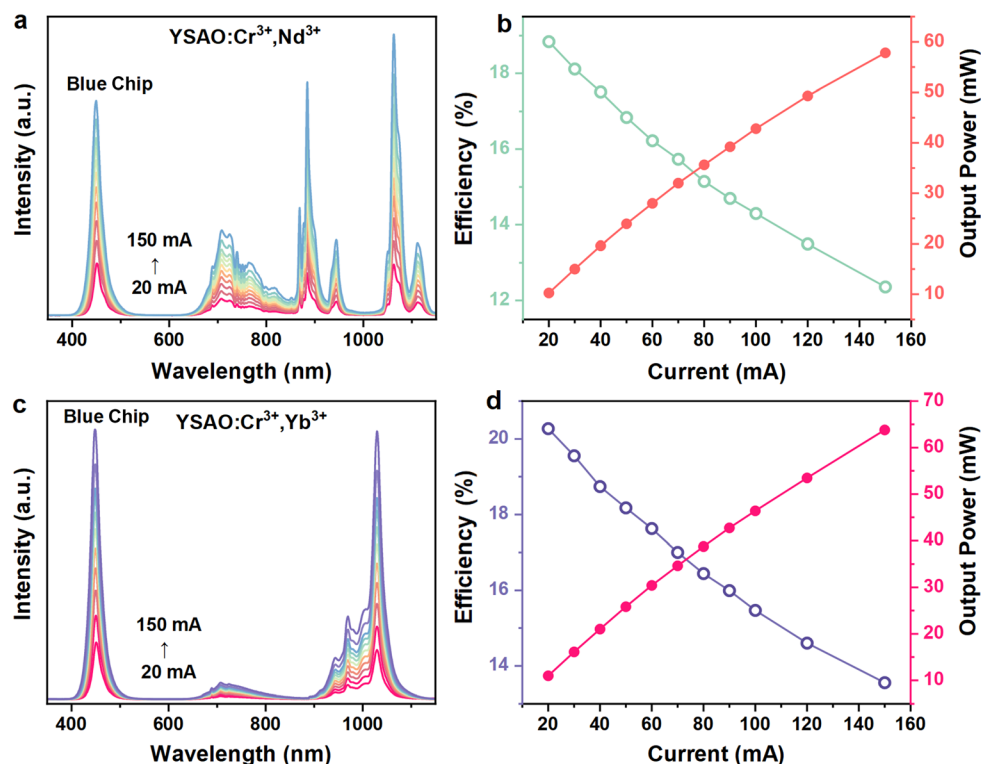 a
YSAO:Cr³⁺,Nd³⁺
Blue Chip
150 mA
↑
20 mA
Intensity (a.u.)
400 600 800 1000
Wavelength (nm)
b
Efficiency (%)
18
16
14
12
Output Power (mW)
60
50
40
30
20
10
20 40 60 80 100 120 140 160
Current (mA)
c
Blue Chip
YSAO:Cr³⁺,Yb³⁺
150 mA
↑
20 mA
Intensity (a.u.)
400 600 800 1000
Wavelength (nm)
d
Efficiency (%)
20
18
16
14
Output Power (mW)
70
60
50
40
30
20
10
20 40 60 80 100 120 140 160
Current (mA)